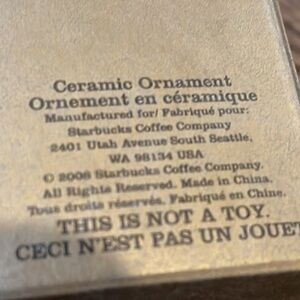 Ceramic Ornament
Ornement en céramique
Manufactured for/ Fabriqué pour:
Starbucks Coffee Company
2401 Utah Avenue South Seattle,
WA 98134 USA
© 2008 Starbucks Coffee Company.
All Rights Reserved. Made in China.
Tous droits réservés. Fabriqué en Chine.
THIS IS NOT A TOY.
CECI N'EST PAS UN JOUET